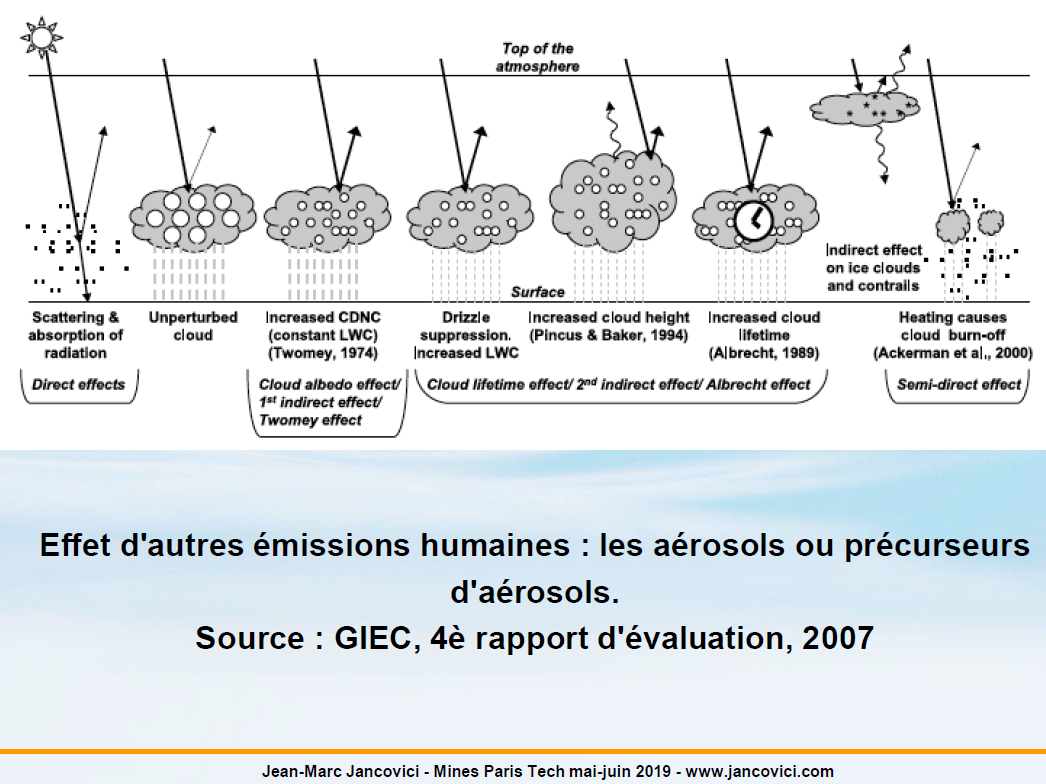 Top of the
atmosphere
Indirect effect
on ice clouds
and contrails
Surface
Scattering &
absorption of
radiation
Unperturbed
cloud
Increased CDNC
(constant LWC)
(Twomey, 1974)
Drizzle
suppression.
Increased LWC
Increased cloud height
(Pincus & Baker, 1994)
Increased cloud
lifetime
(Albrecht, 1989)
Heating causes
cloud burn-off
(Ackerman et al., 2000)
Direct effects
Cloud albedo effect/
1st indirect effect/
Twomey effect
Cloud lifetime effect/ 2nd indirect effect/ Albrecht effect
Semi-direct effect
Effet d'autres émissions humaines : les aérosols ou précurseurs
d'aérosols.
Source : GIEC, 4è rapport d'évaluation, 2007
Jean-Marc Jancovici - Mines Paris Tech mai-juin 2019 - www.jancovici.com